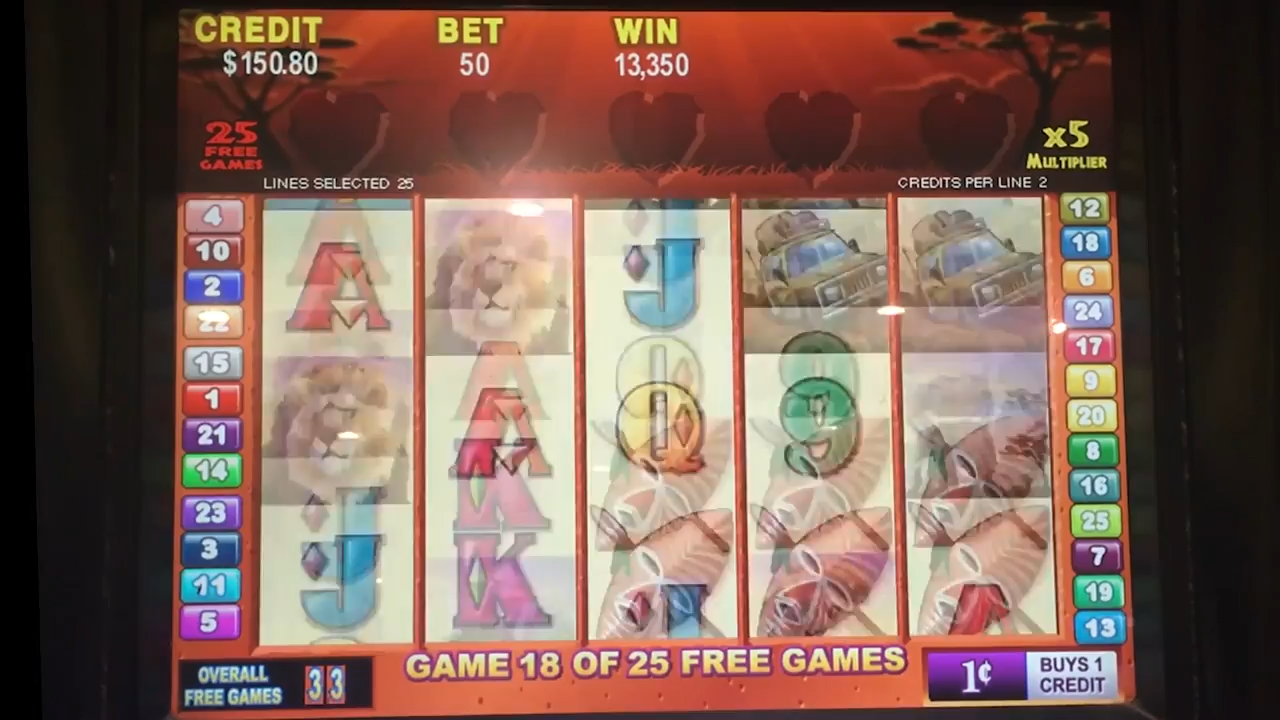 CREDIT BET WIN
$150.80 50 13,350
25 FREE GAMES
x5 MULTIPLIER
LINES SELECTED 25
CREDITS PER LINE 2
4
10
2
22
15
1
21
14
23
3
11
5
A
J
A
K
K
J
Q
9
J
12
18
6
24
17
9
20
8
16
25
7
19
13
OVERALL
FREE GAMES
33
GAME 18 OF 25 FREE GAMES
1¢
BUYS 1
CREDIT